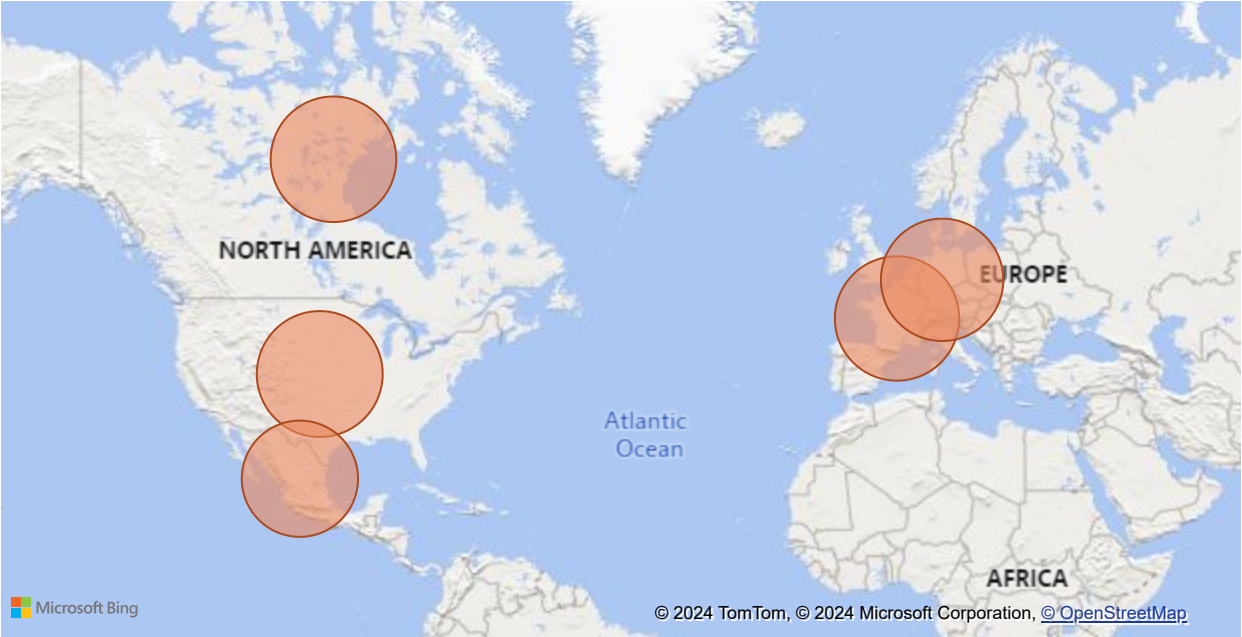 NORTH AMERICA
EUROPE
Atlantic
Ocean
AFRICA
Microsoft Bing
© 2024 TomTom, © 2024 Microsoft Corporation, © OpenStreetMap